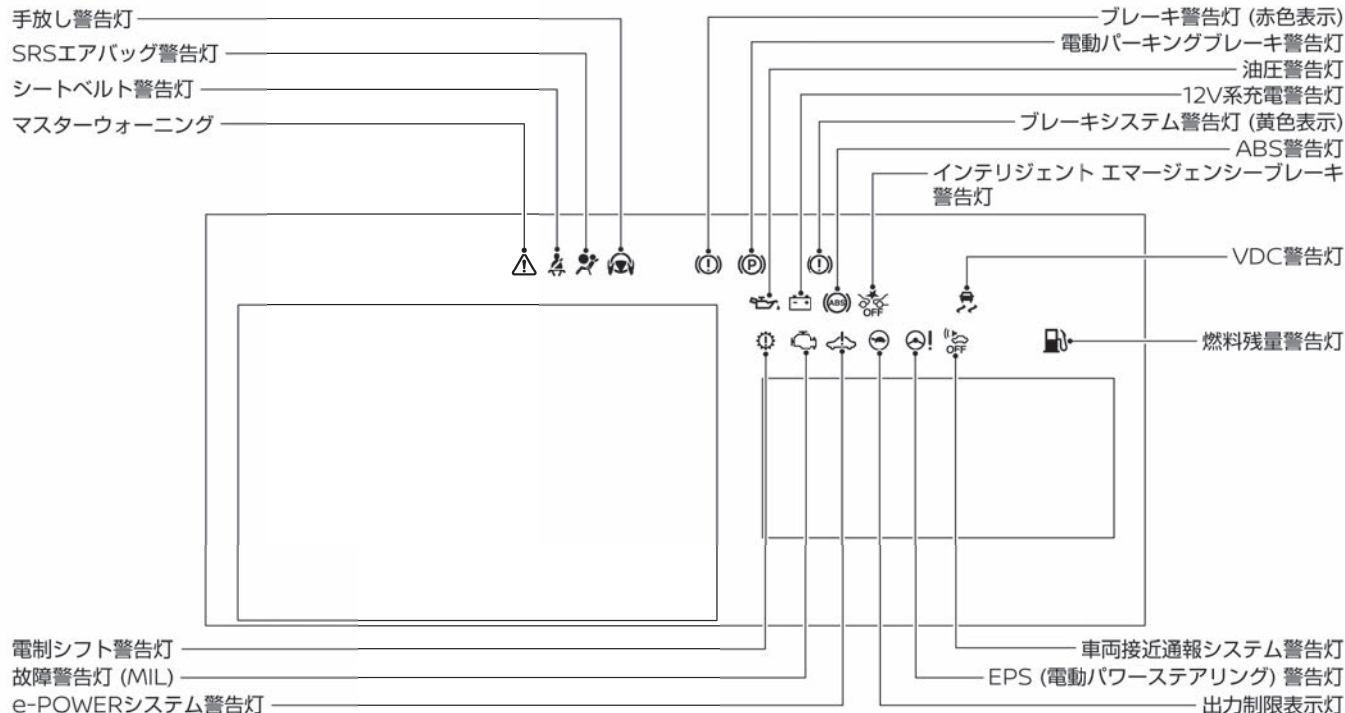 手放し警告灯
SRSエアバッグ警告灯
シートベルト警告灯
マスターウォーニング
ブレーキ警告灯 (赤色表示)
電動パーキングブレーキ警告灯
油圧警告灯
12V系充電警告灯
ブレーキシステム警告灯 (黄色表示)
ABS警告灯
インテリジェント エマージェンシーブレーキ
警告灯
VDC警告灯
燃料残量警告灯
(!) (P) (!)
ABS
OFF
! OFF
電制シフト警告灯
故障警告灯 (MIL)
e-POWERシステム警告灯
車両接近通報システム警告灯
EPS (電動パワーステアリング) 警告灯
出力制限表示灯